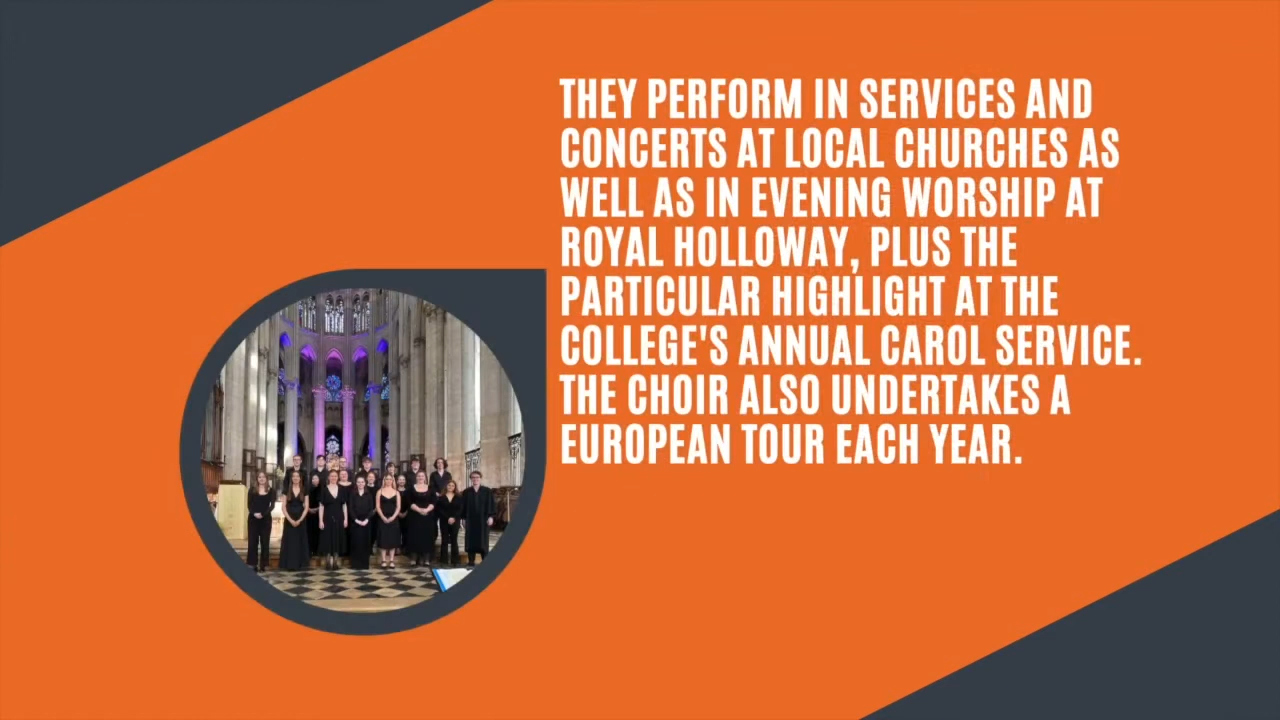 THEY PERFORM IN SERVICES AND
CONCERTS AT LOCAL CHURCHES AS
WELL AS IN EVENING WORSHIP AT
ROYAL HOLLOWAY, PLUS THE
PARTICULAR HIGHLIGHT AT THE
COLLEGE'S ANNUAL CAROL SERVICE.
THE CHOIR ALSO UNDERTAKES A
EUROPEAN TOUR EACH YEAR.